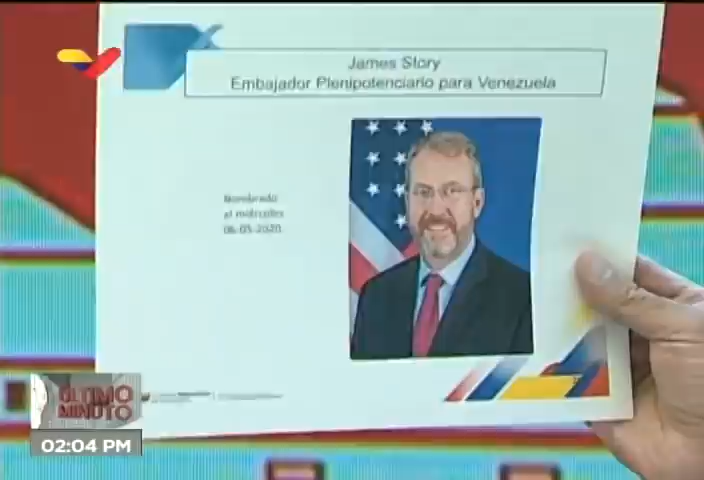 James Story
Embajador Plenipotenciario para Venezuela
Nombrado
el miércoles
06-05-2020
ÚLTIMO
MINUTO
02:04 PM